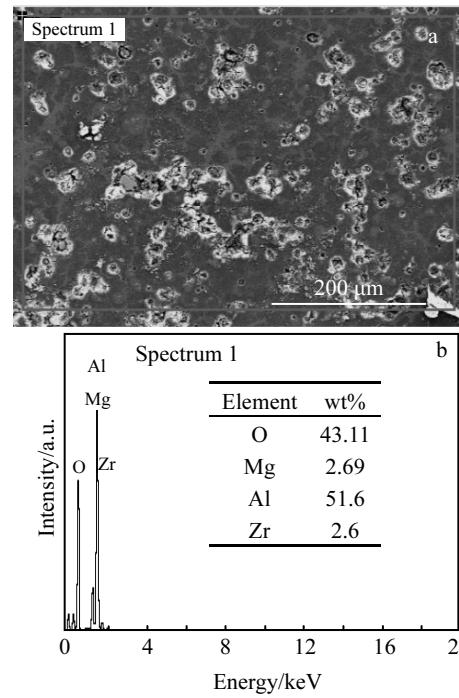 Spectrum 1
a
200 μm
Spectrum 1
b
Al
Mg
O
Zr
Element wt%
O 43.11
Mg 2.69
Al 51.6
Zr 2.6
Intensity/a.u.
0 4 8 12 16 2
Energy/keV